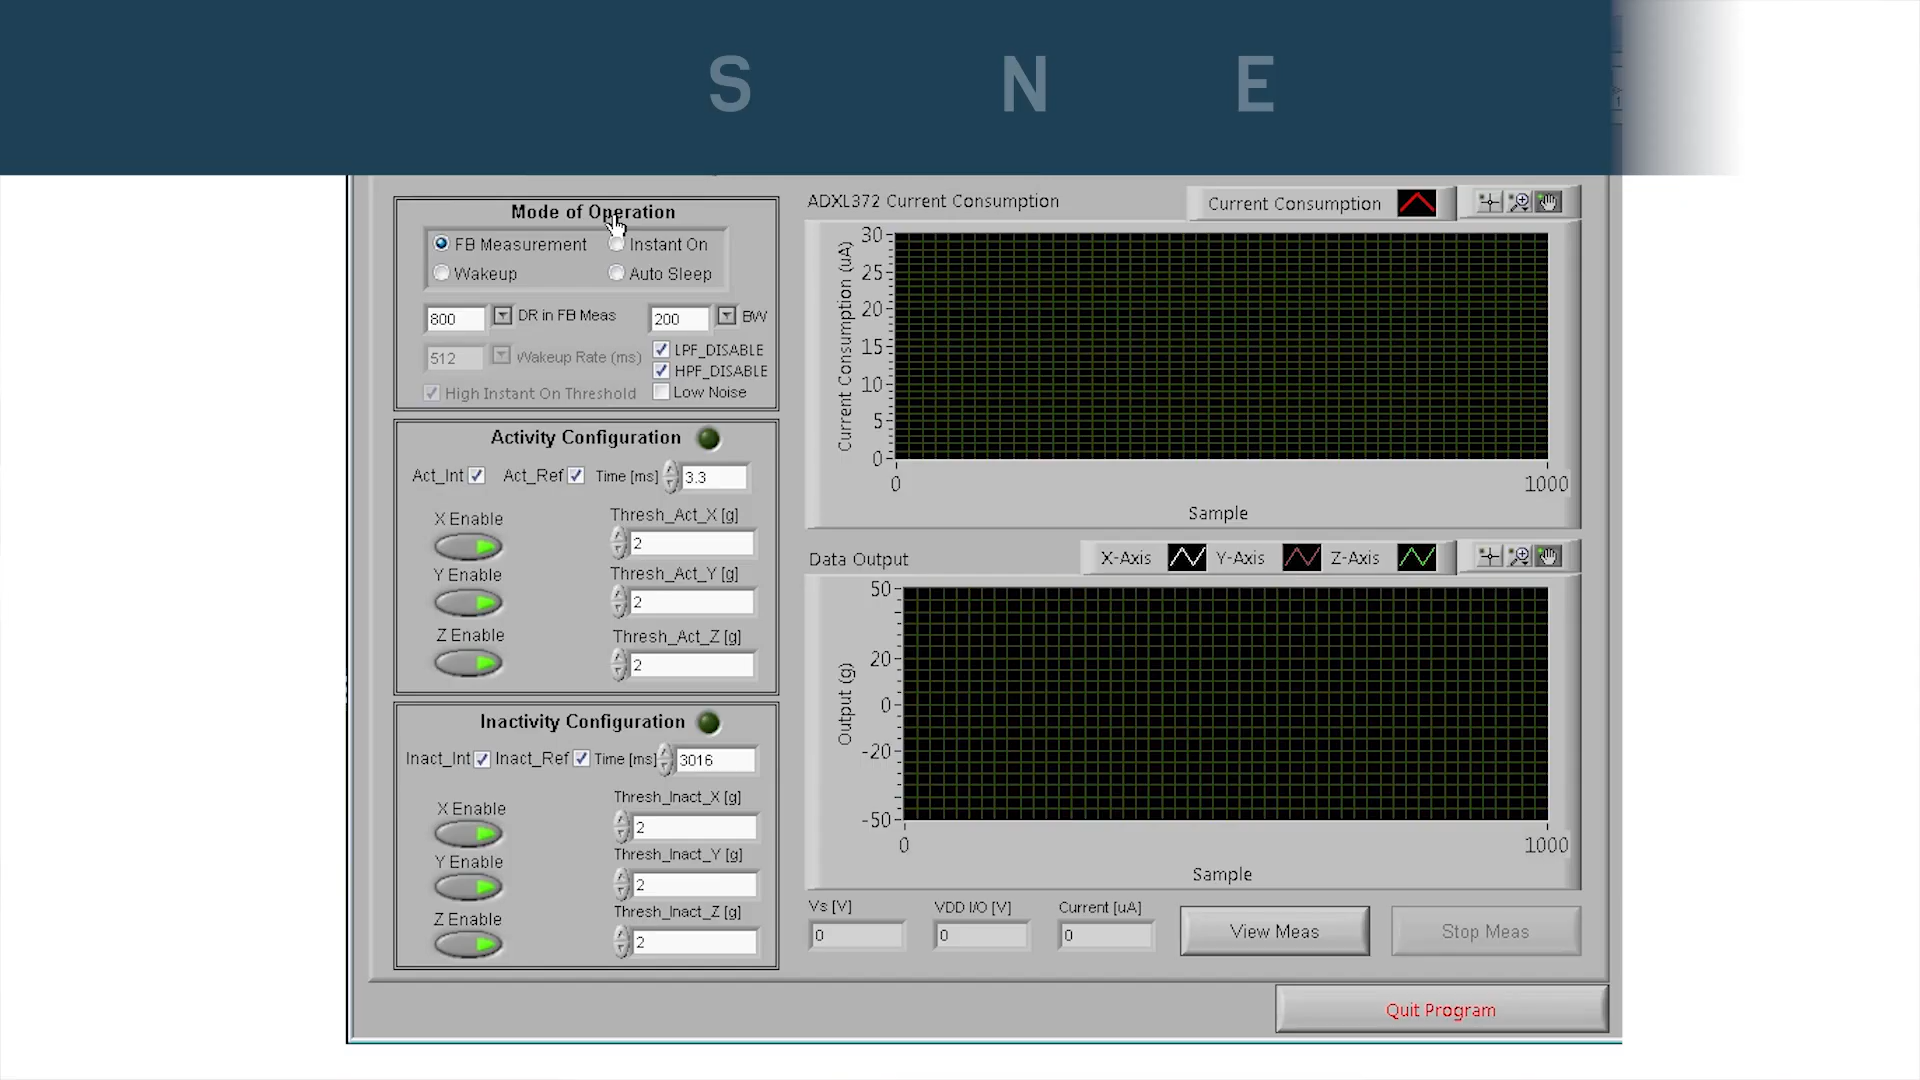 S N E
Mode of Operation
FB Measurement Instant On
Wakeup Auto Sleep
800 DR in FB Meas 200 BW
512 Wakeup Rate (ms) LPF_DISABLE
HPF_DISABLE
High Instant On Threshold Low Noise
Activity Configuration
Act_Int Act_Ref Time [ms] 3.3
X Enable Thresh_Act_X [g]
2
Y Enable Thresh_Act_Y [g]
2
Z Enable Thresh_Act_Z [g]
2
Inactivity Configuration
Inact_Int Inact_Ref Time [ms] 3016
X Enable Thresh_Inact_X [g]
2
Y Enable Thresh_Inact_Y [g]
2
Z Enable Thresh_Inact_Z [g]
2
ADXL372 Current Consumption Current Consumption
Current Consumption (uA)
30
25
20
15
10
5
0
0 1000
Sample
Data Output X-Axis Y-Axis Z-Axis
Output (g)
50
20
0
-20
-50
0 1000
Sample
Vs [V] VDD I/O [V] Current [uA]
0 0 0 View Meas Stop Meas
Quit Program